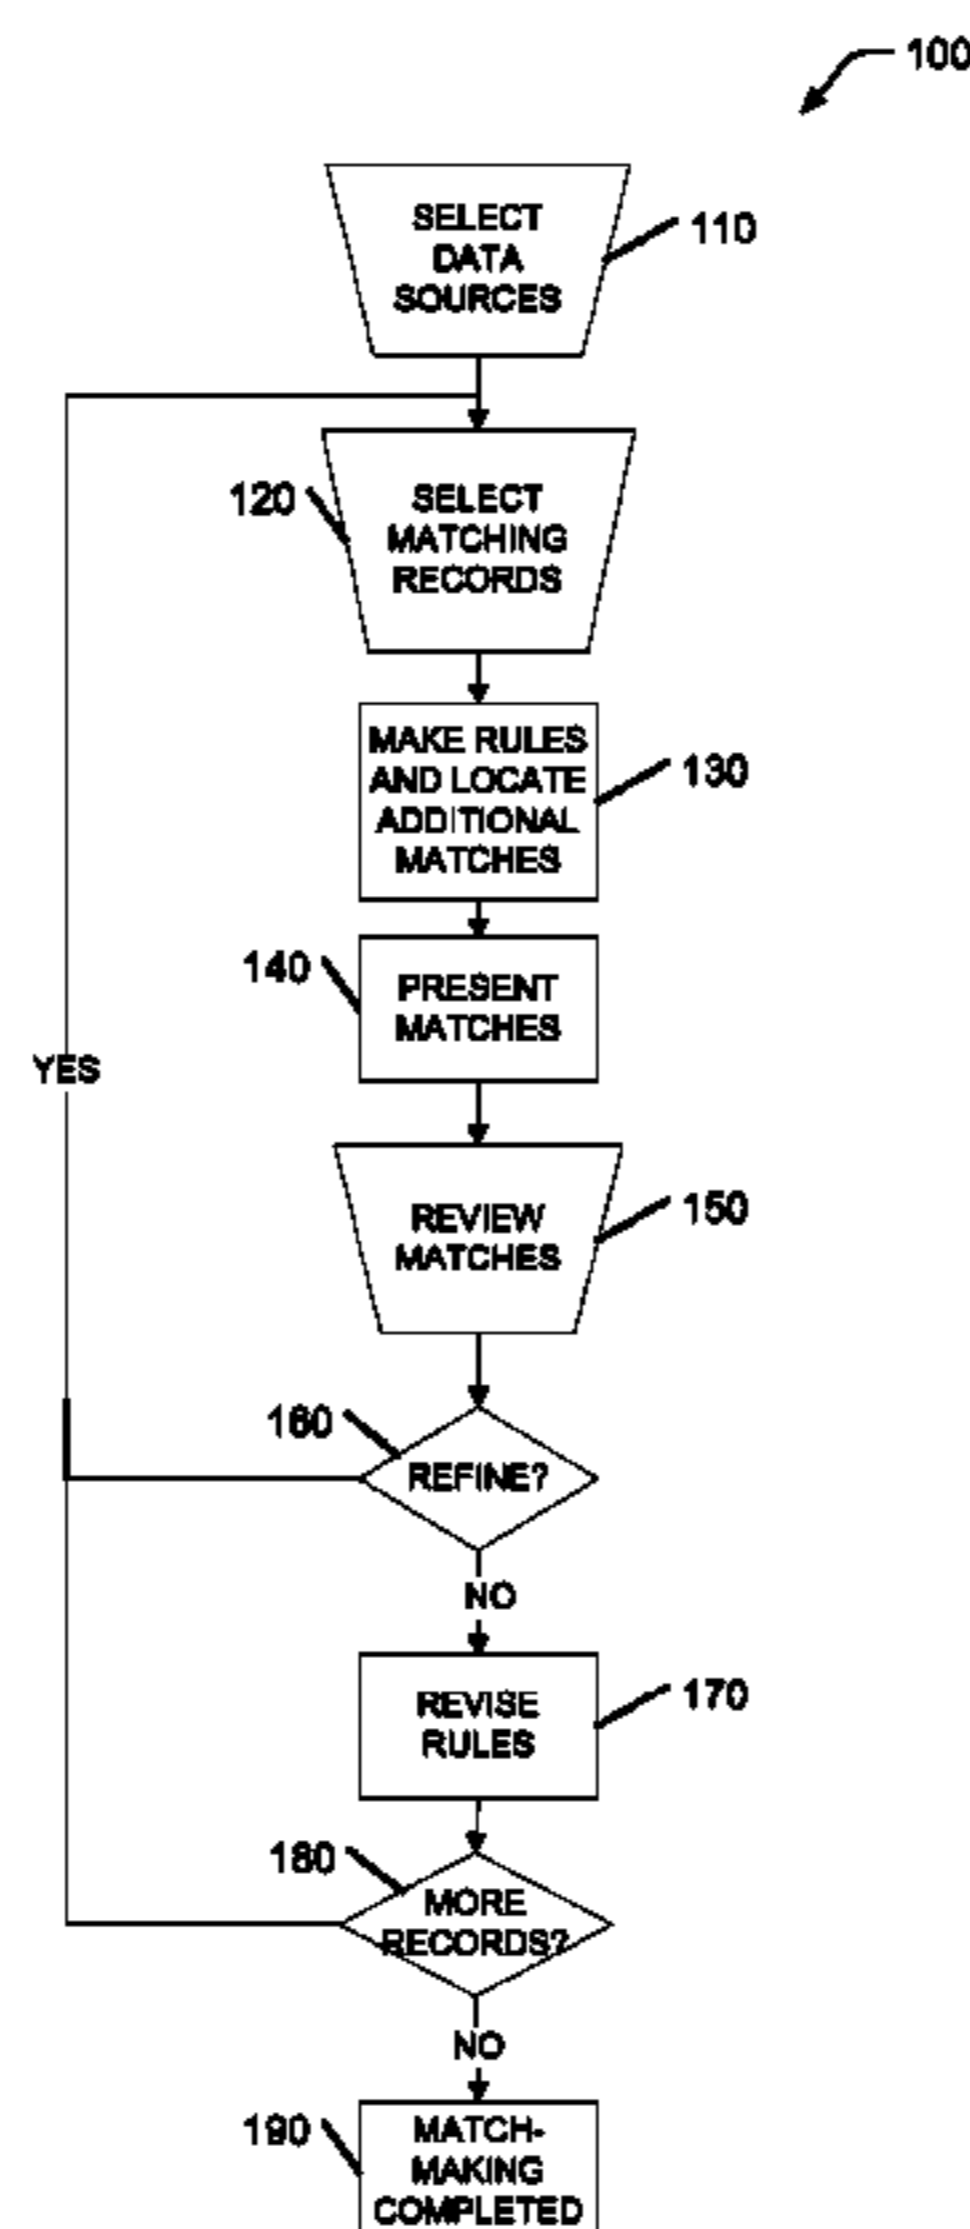 100
SELECT
DATA
SOURCES
110
120
SELECT
MATCHING
RECORDS
MAKE RULES
AND LOCATE
ADDITIONAL
MATCHES
130
140
PRESENT
MATCHES
YES
REVIEW
MATCHES
150
160
REFINE?
NO
REVISE
RULES
170
180
MORE
RECORDS?
NO
190
MATCH-
MAKING
COMPLETED